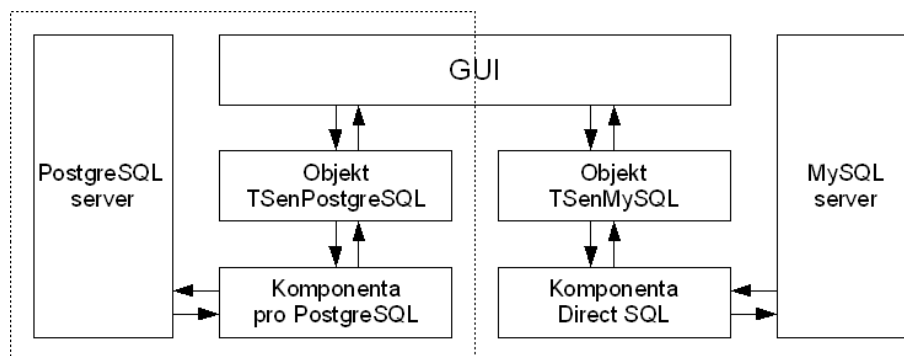 GUI
PostgreSQL
server
Objekt
TSenPostgreSQL
Objekt
TSenMySQL
MySQL
server
Komponenta
pro PostgreSQL
Komponenta
Direct SQL